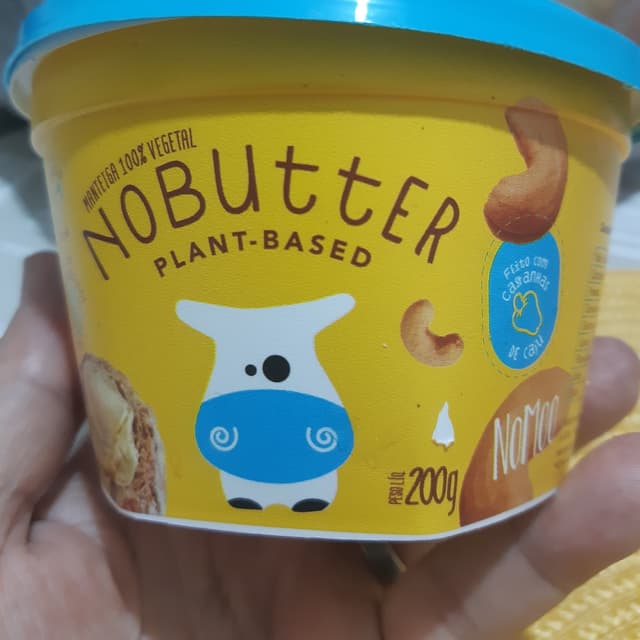 MANTEIGA 100% VEGETAL
NOBUTTER
PLANT-BASED
FEITO COM
CASTANHAS
DE CAJU
NOMOO
PESO LÍQ.
200g